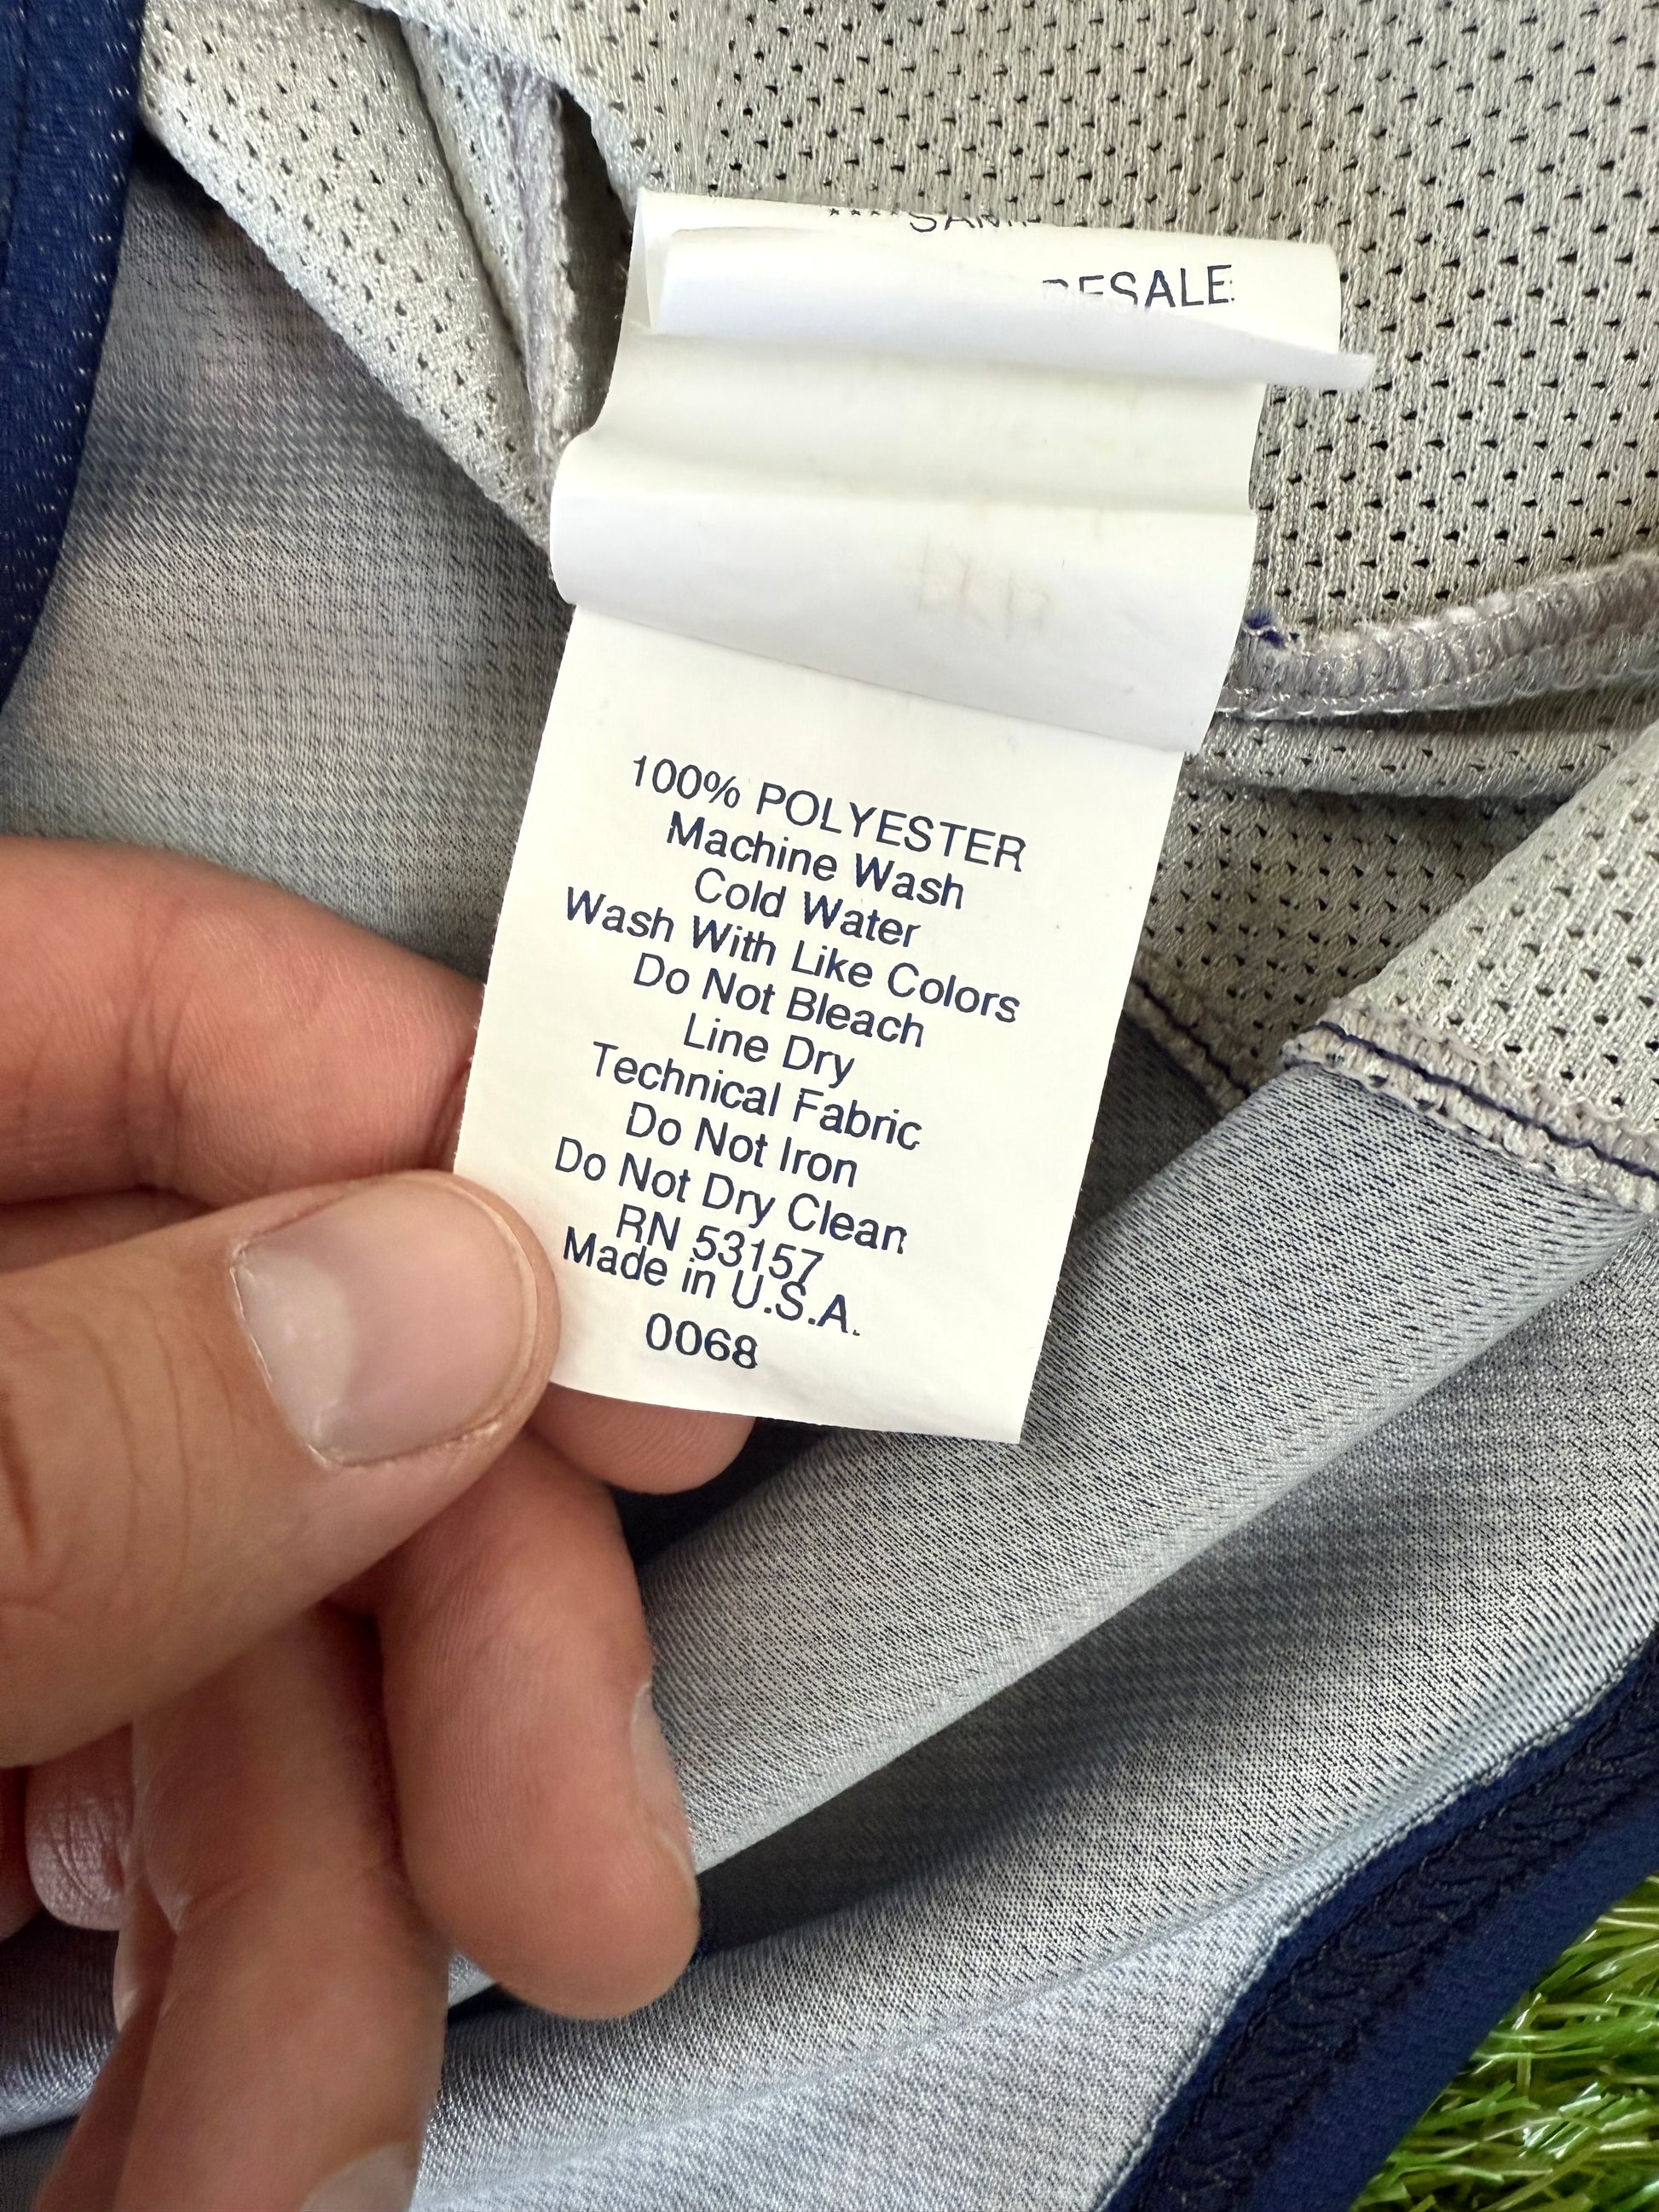 RESALE
100% POLYESTER
Machine Wash
Cold Water
Wash With Like Colors
Do Not Bleach
Line Dry
Technical Fabric
Do Not Iron
Do Not Dry Clean
RN 53157
Made in U.S.A.
0068